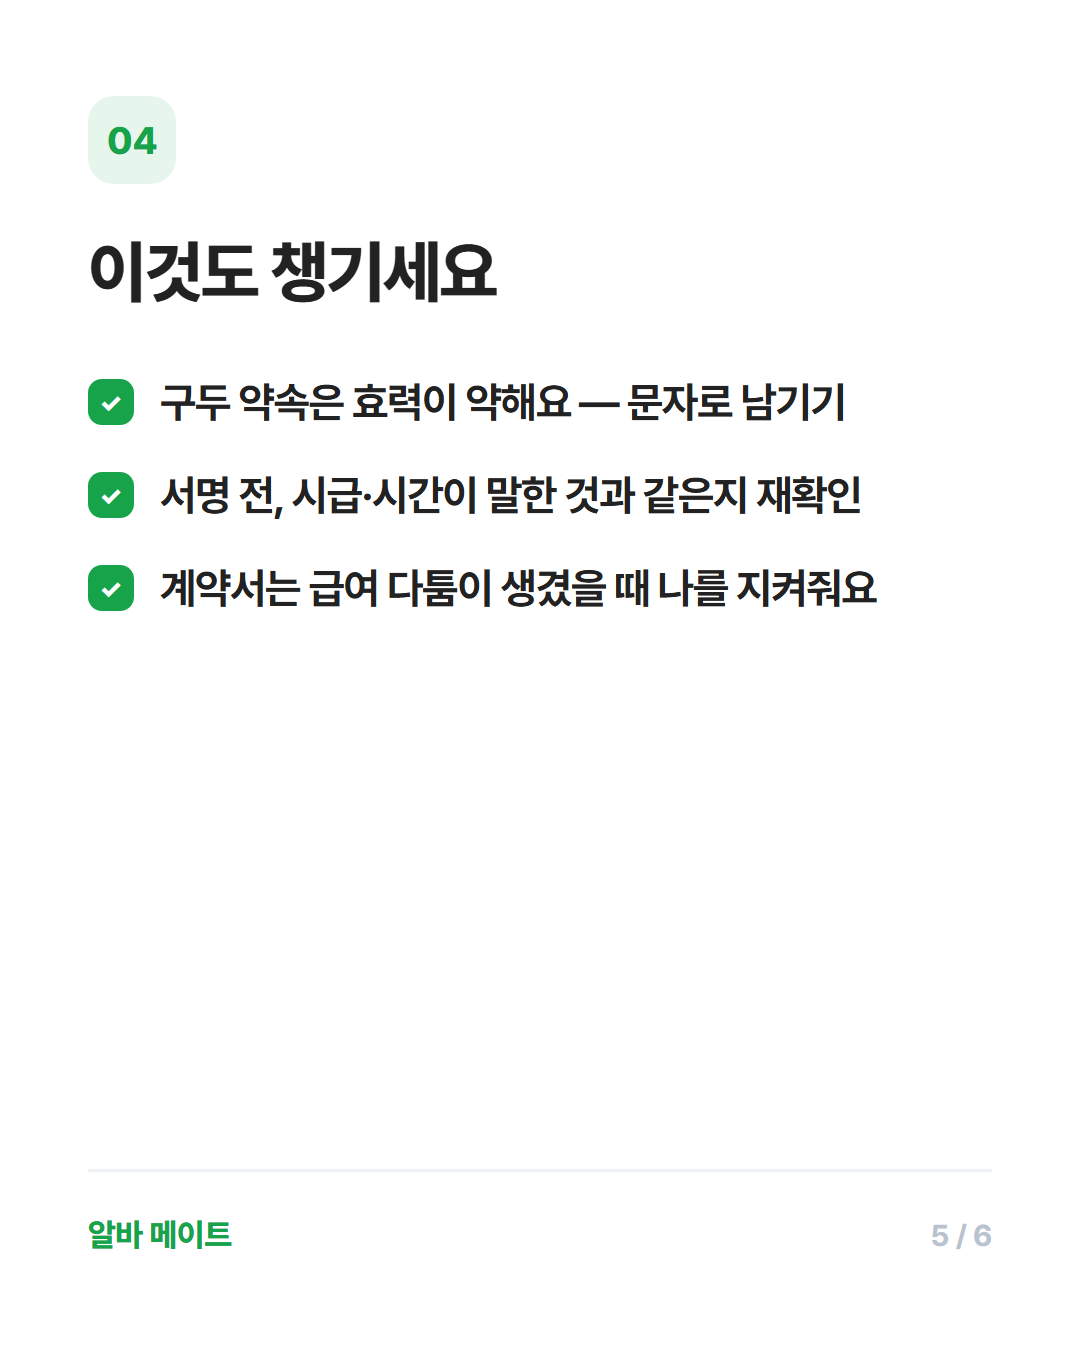 04
이것도 챙기세요
구두 약속은 효력이 약해요 — 문자로 남기기
서명 전, 시급·시간이 말한 것과 같은지 재확인
계약서는 급여 다툼이 생겼을 때 나를 지켜줘요
알바 메이트
5 / 6